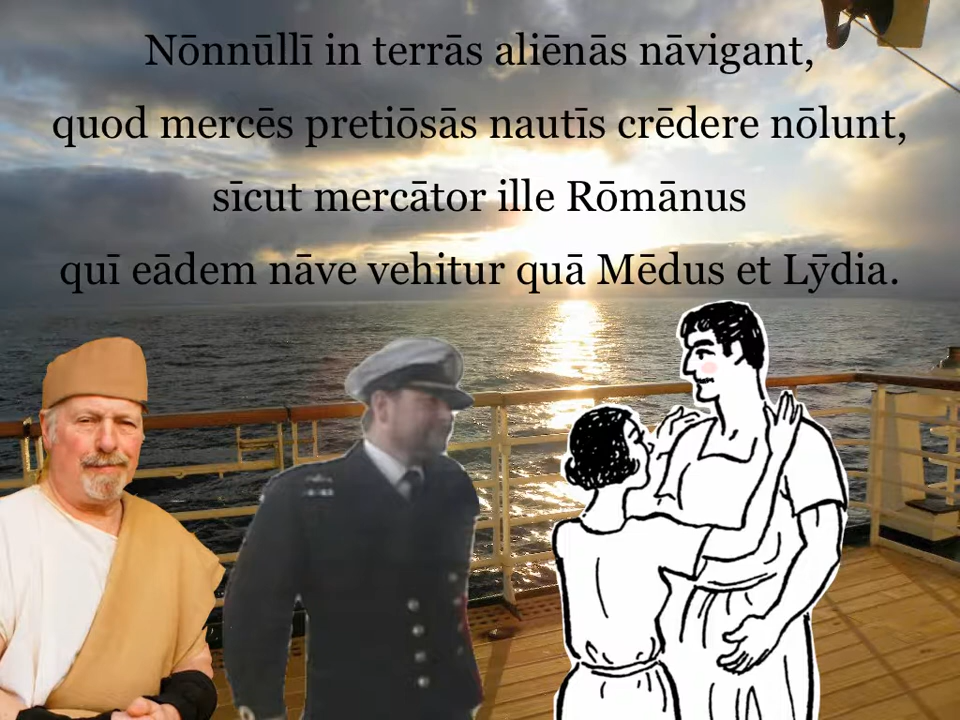 Nōnnūllī in terrās aliēnās nāvigant,
quod mercēs pretiōsās nautīs crēdere nōlunt,
sīcut mercātor ille Rōmānus
quī eādem nāve vehitur quā Mēdus et Lȳdia.